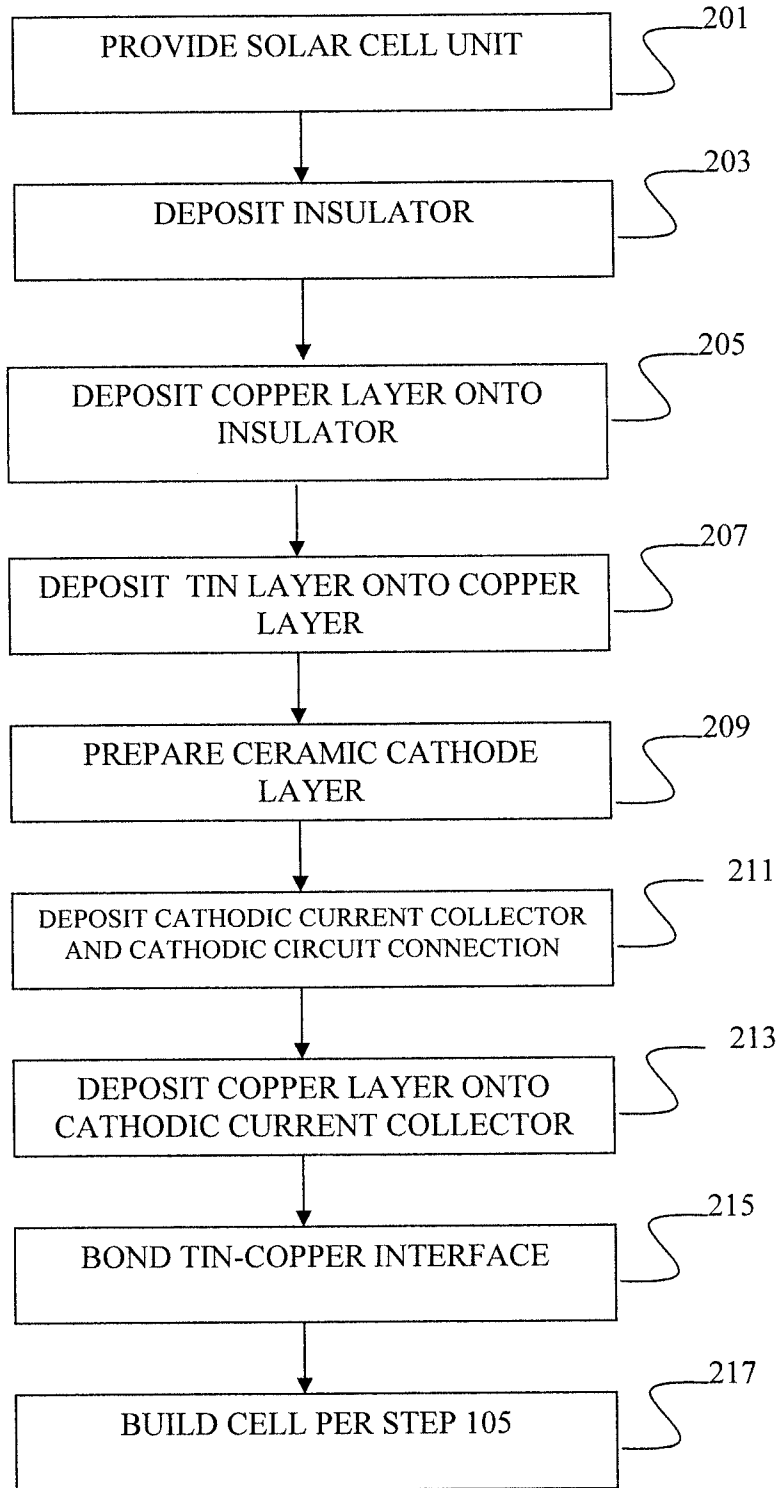 PROVIDE SOLAR CELL UNIT
201
DEPOSIT INSULATOR
203
DEPOSIT COPPER LAYER ONTO
INSULATOR
205
DEPOSIT TIN LAYER ONTO COPPER
LAYER
207
PREPARE CERAMIC CATHODE
LAYER
209
DEPOSIT CATHODIC CURRENT COLLECTOR
AND CATHODIC CIRCUIT CONNECTION
211
DEPOSIT COPPER LAYER ONTO
CATHODIC CURRENT COLLECTOR
213
BOND TIN-COPPER INTERFACE
215
BUILD CELL PER STEP 105
217